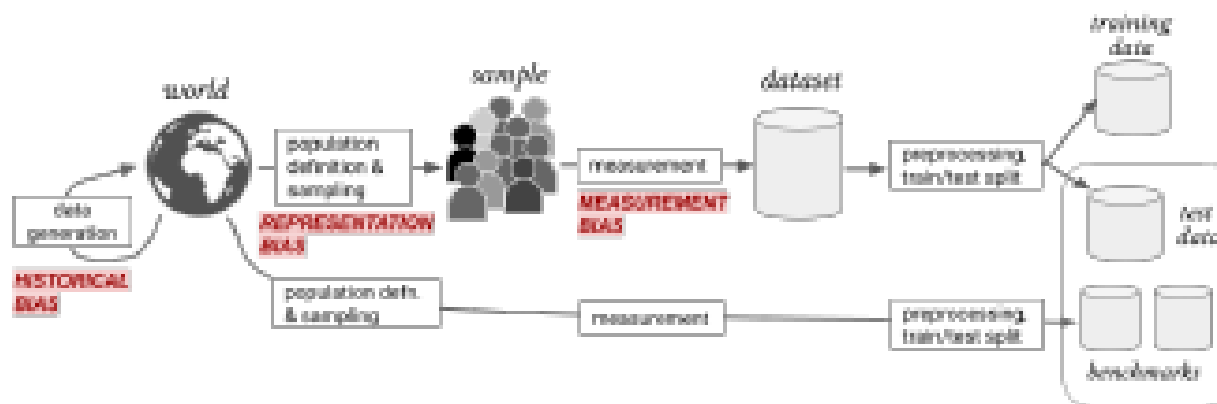 training
data
sample
dataset
world
population
definition &
sampling
measurement
preprocessing,
train/test split
data
generation
REPRESENTATION
BIAS
MEASUREMENT
BIAS
test
data
HISTORICAL
BIAS
population defn.
& sampling
measurement
preprocessing,
train/test split
benchmarks